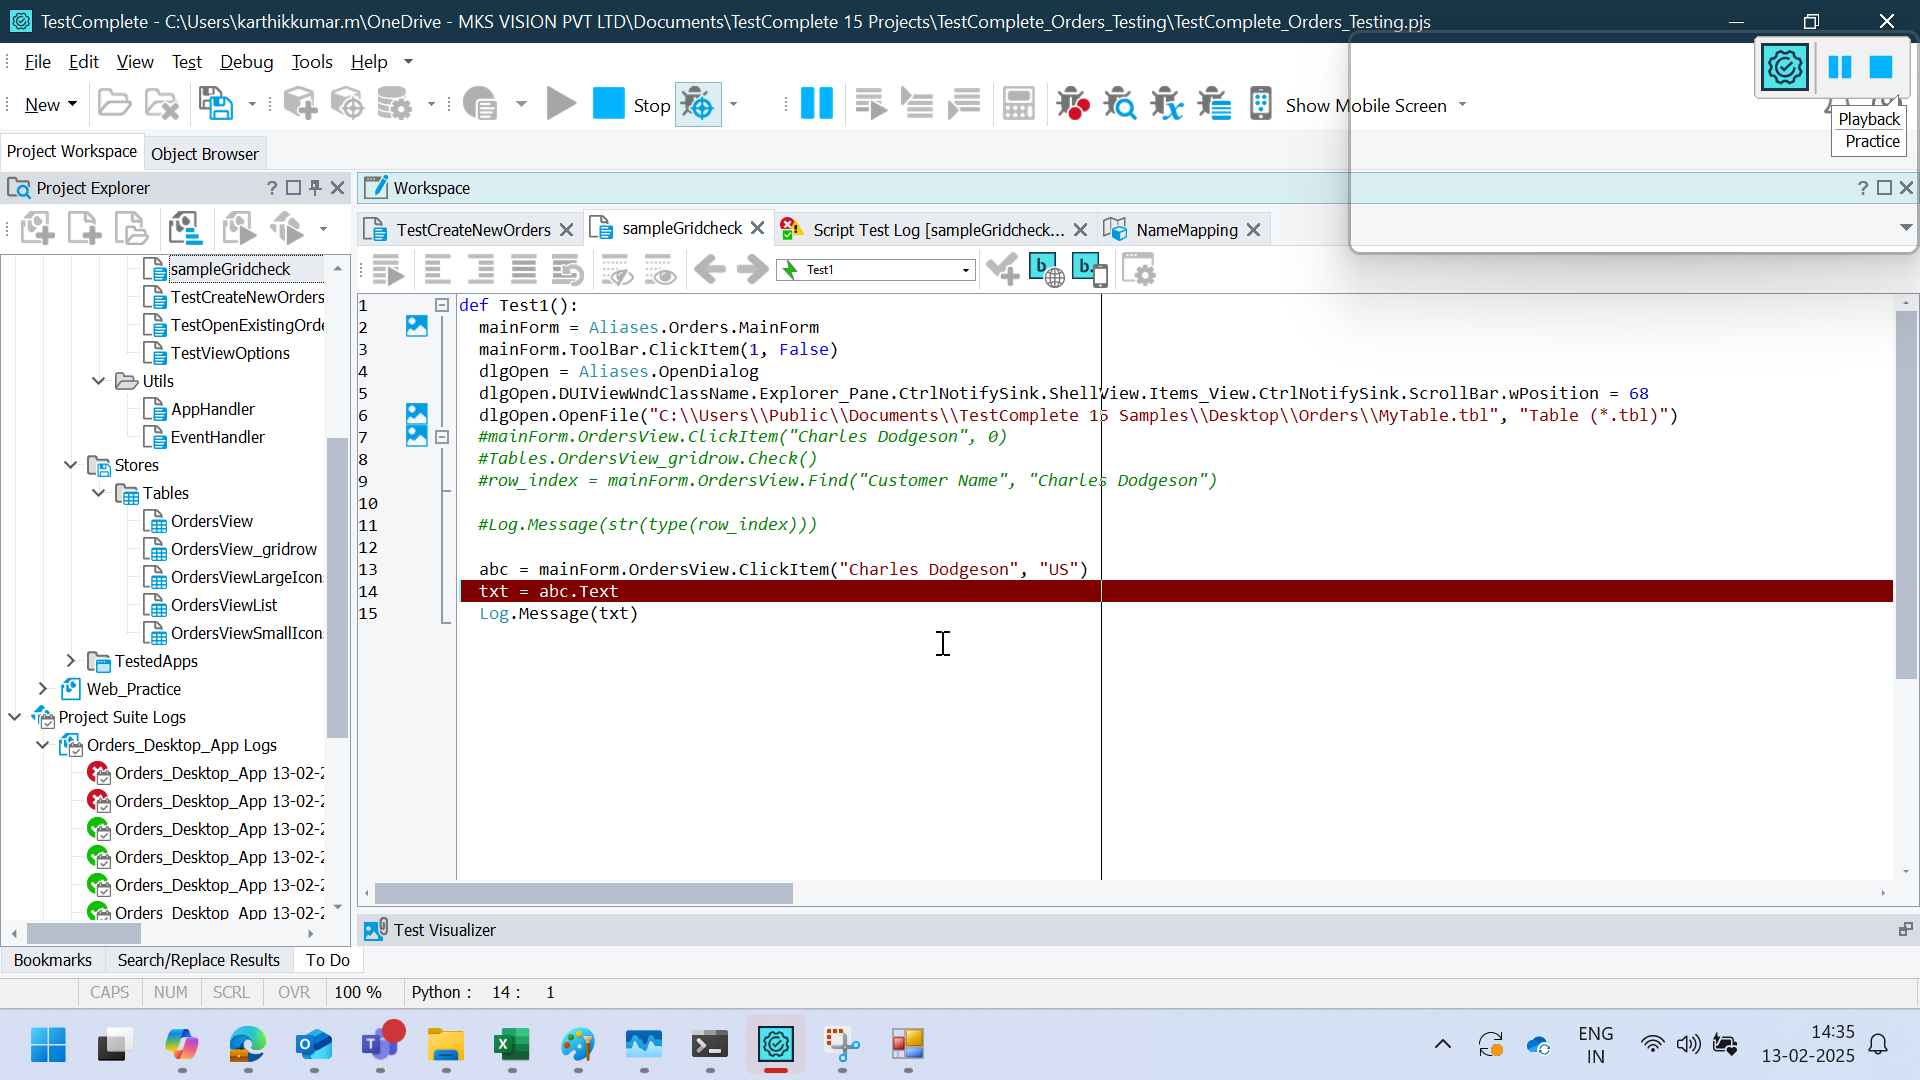 TestComplete - C:\Users\karthikkumar.m\OneDrive - MKS VISION PVT LTD\Documents\TestComplete 15 Projects\TestComplete_Orders_Testing\TestComplete_Orders_Testing.pjs
File Edit View Test Debug Tools Help
New Stop Show Mobile Screen
Playback
Practice
Project Workspace Object Browser
Project Explorer ?
Workspace ?
TestCreateNewOrders sampleGridcheck Script Test Log [sampleGridcheck... NameMapping
Test1
sampleGridcheck
TestCreateNewOrders
TestOpenExistingOrde
TestViewOptions
Utils
AppHandler
EventHandler
Stores
Tables
OrdersView
OrdersView_gridrow
OrdersViewLargeIcon
OrdersViewList
OrdersViewSmallIcon
TestedApps
Web_Practice
Project Suite Logs
Orders_Desktop_App Logs
Orders_Desktop_App 13-02-2
Orders_Desktop_App 13-02-2
Orders_Desktop_App 13-02-2
Orders_Desktop_App 13-02-2
Orders_Desktop_App 13-02-2
Orders_Desktop_App 13-02-2
1 def Test1():
2 mainForm = Aliases.Orders.MainForm
3 mainForm.ToolBar.ClickItem(1, False)
4 dlgOpen = Aliases.OpenDialog
5 dlgOpen.DUIViewWndClassName.Explorer_Pane.CtrlNotifySink.ShellView.Items_View.CtrlNotifySink.ScrollBar.wPosition = 68
6 dlgOpen.OpenFile("C:\\Users\\Public\\Documents\\TestComplete 15 Samples\\Desktop\\Orders\\MyTable.tbl", "Table (*.tbl)")
7 #mainForm.OrdersView.ClickItem("Charles Dodgeson", 0)
8 #Tables.OrdersView_gridrow.Check()
9 #row_index = mainForm.OrdersView.Find("Customer Name", "Charles Dodgeson")
10
11 #Log.Message(str(type(row_index)))
12
13 abc = mainForm.OrdersView.ClickItem("Charles Dodgeson", "US")
14 txt = abc.Text
15 Log.Message(txt)
Test Visualizer
Bookmarks Search/Replace Results To Do
CAPS NUM SCRL OVR 100 % Python : 14 : 1
ENG
IN
14:35
13-02-2025